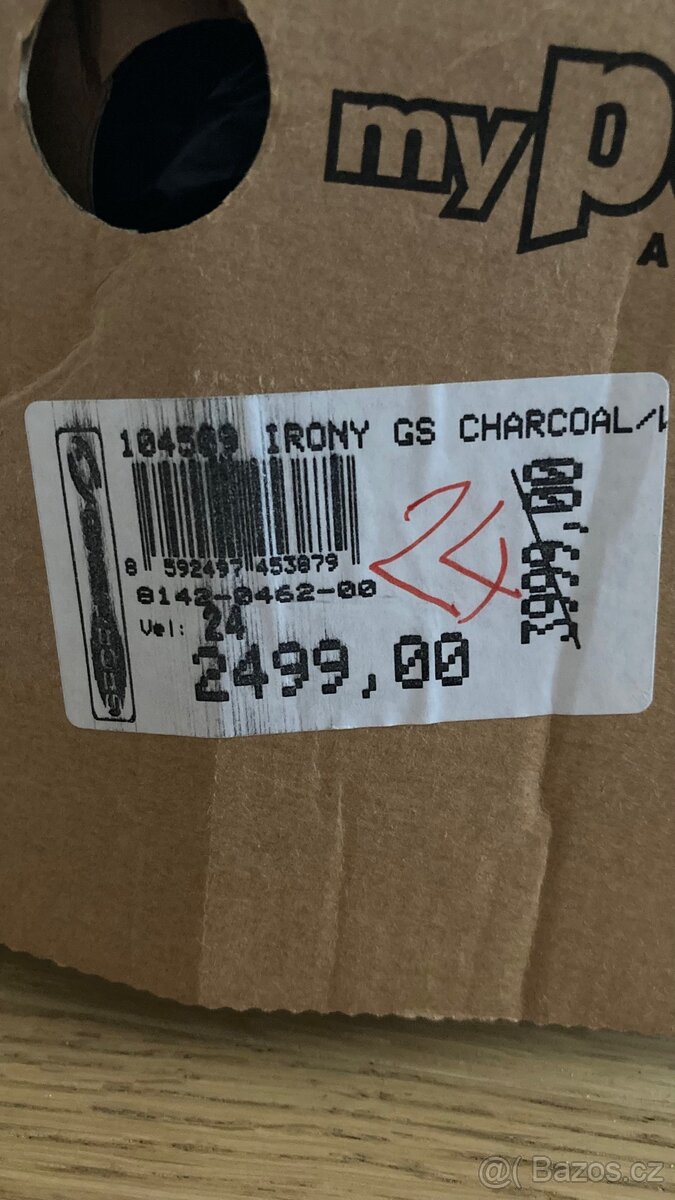 my
A
104509 IRONY GS CHARCOAL/
8 592497 453879
8142-0462-00
Vel: 24
2499,00
3999,00
24
@( Bazos.cz